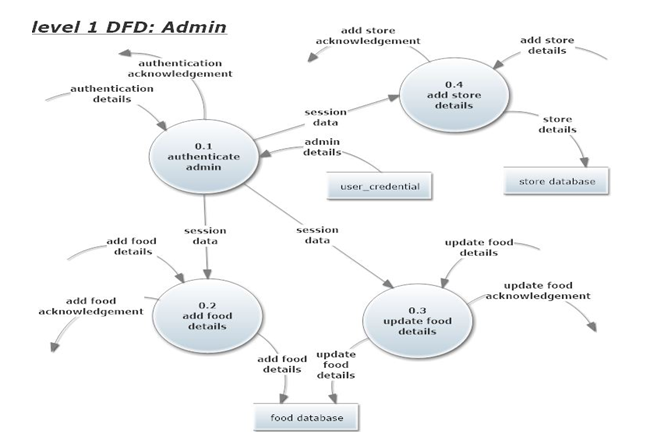 level 1 DFD: Admin
add store
acknowledgement
add store
details
authentication
acknowledgement
authentication
details
0.4
add store
details
session
data
store
details
0.1
authenticate
admin
admin
details
user_credential
store database
session
data
session
data
add food
details
update food
details
add food
acknowledgement
0.2
add food
details
0.3
update food
details
update food
acknowledgement
add food
details
update
food
details
food database